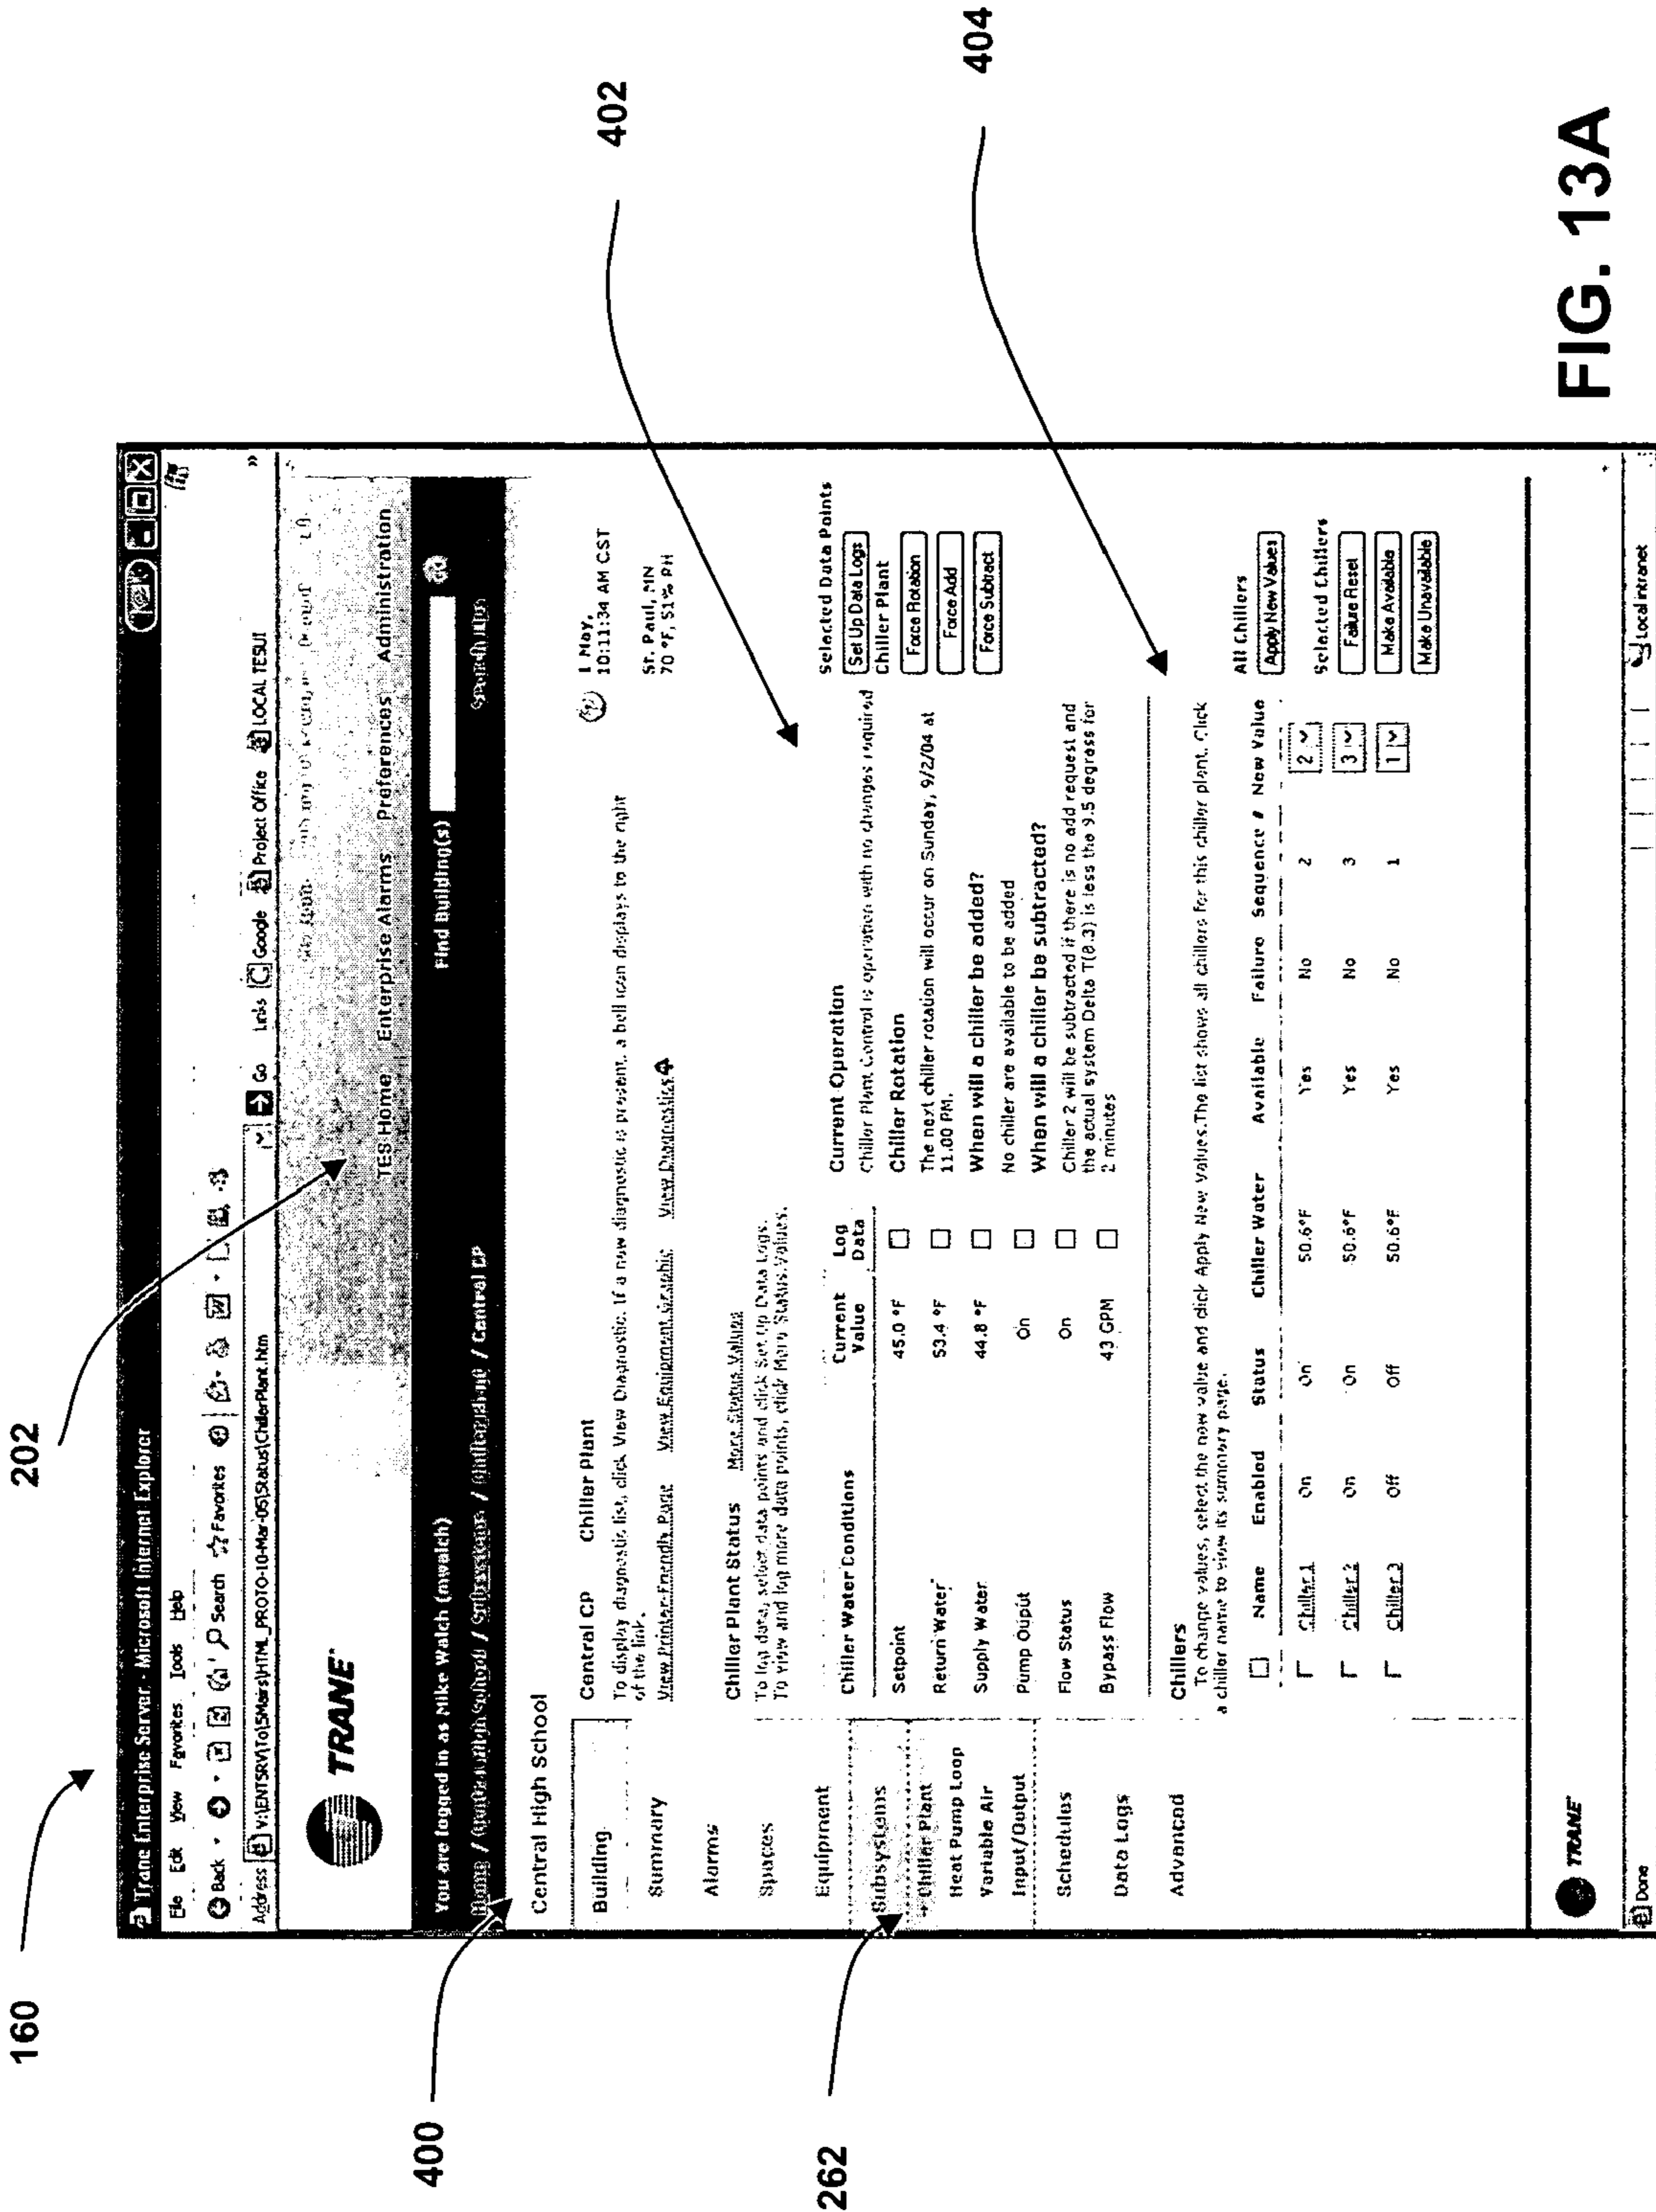 160
202
Trane Enterprise Server - Microsoft Internet Explorer
File Edit View Favorites Tools Help
Back Search Favorites
Address V:\ENTSRV\To\SMars\HTML_PROTO-10-Mar-05\Status\ChillerPlant.htm Go Links Google Project Office LOCAL TESUI »
TRANE
TES Home Enterprise Alarms Preferences Administration
You are logged in as Mike Walch (mwalch) Find Building(s) Go
Home / Central High School / Subsystems / / Central CP Search Tips
400
Central High School
Building
Summary
Alarms
Spaces
Equipment
Subsystems
Chiller Plant
Heat Pump Loop
Variable Air
Input/Output
Schedules
Data Logs
Advanced
262
Central CP Chiller Plant
1 May,
10:11:34 AM CST
St. Paul, MN
70 °F, 51% RH
To display diagnostic list, click View Diagnostic. If a new diagnostic is present, a bell icon displays to the right
of the link.
View Printer-Friendly Page View Equipment Graphic View Diagnostics
402
Chiller Plant Status More Status Values
To log data, select data points and click Set Up Data Logs.
To view and log more data points, click More Status Values.
Chiller Water Conditions Current Value Log Data
Setpoint 45.0 °F
Return Water 53.4 °F
Supply Water 44.8 °F
Pump Ouput On
Flow Status On
Bypass Flow 43 GPM
Current Operation
Chiller Plant Control is operation with no changes required
Chiller Rotation
The next chiller rotation will occur on Sunday, 9/2/04 at
11.00 PM.
When will a chiller be added?
No chiller are available to be added
When will a chiller be subtracted?
Chiller 2 will be subtracted if there is no add request and
the actual system Delta T(8.3) is less the 9.5 degress for
2 minutes
Selected Data Points
Set Up Data Logs
Chiller Plant
Force Rotation
Force Add
Force Subtract
404
Chillers
To change values, select the new value and click Apply New values.The list shows all chillers for this chiller plant. Click
a chiller name to view its summary page.
Name Enabled Status Chiller Water Available Failure Sequence # New Value
Chiller 1 On On 50.6°F Yes No 2 2
Chiller 2 On On 50.6°F Yes No 3 3
Chiller 3 Off Off 50.6°F Yes No 1 1
All Chillers
Apply New Values
Selected Chillers
Failure Reset
Make Available
Make Unavailable
TRANE
Done Local intranet
FIG. 13A